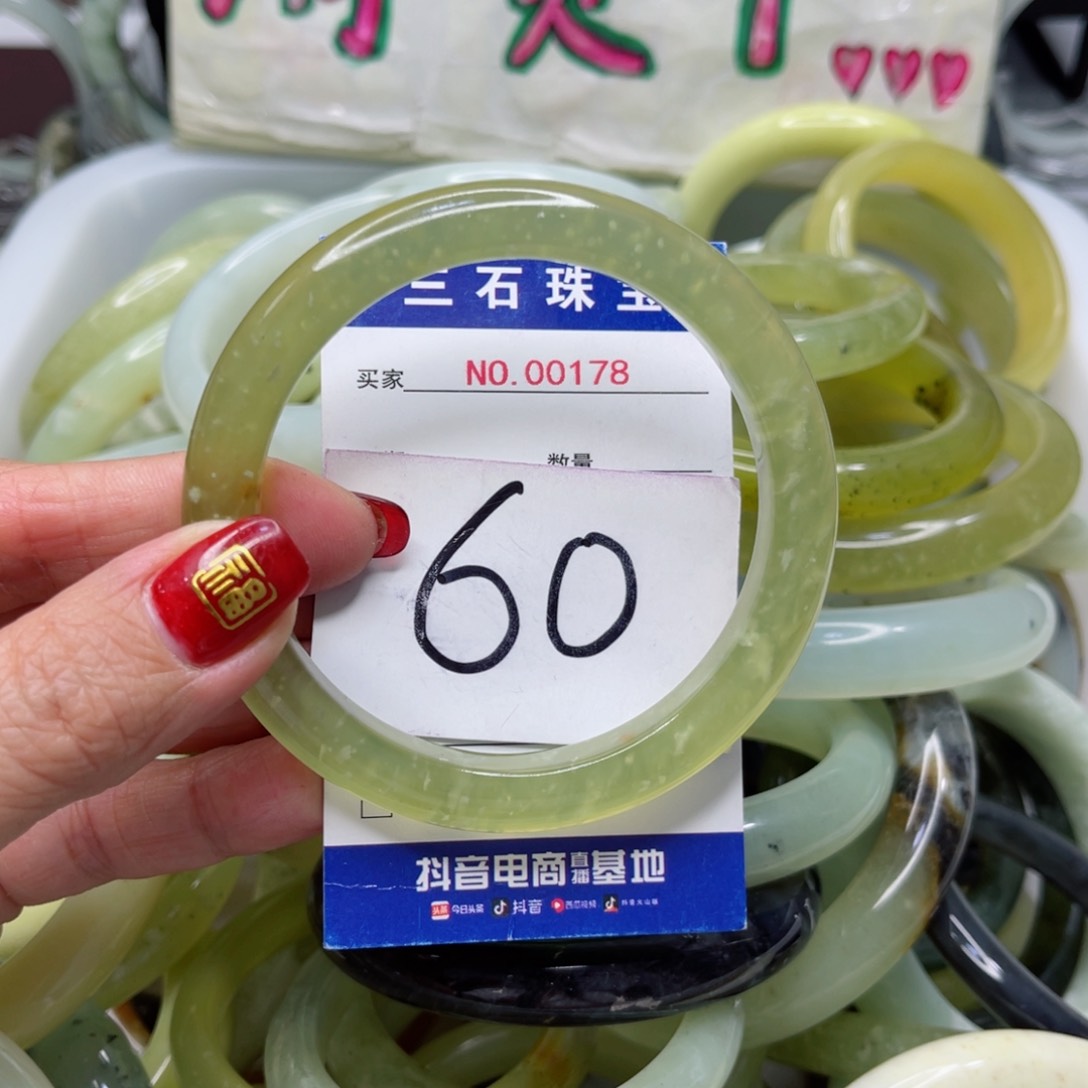 三石珠宝
买家 NO.00178
数量
60
福
抖音电商直播基地
今日头条 抖音 西瓜视频 抖音火山版